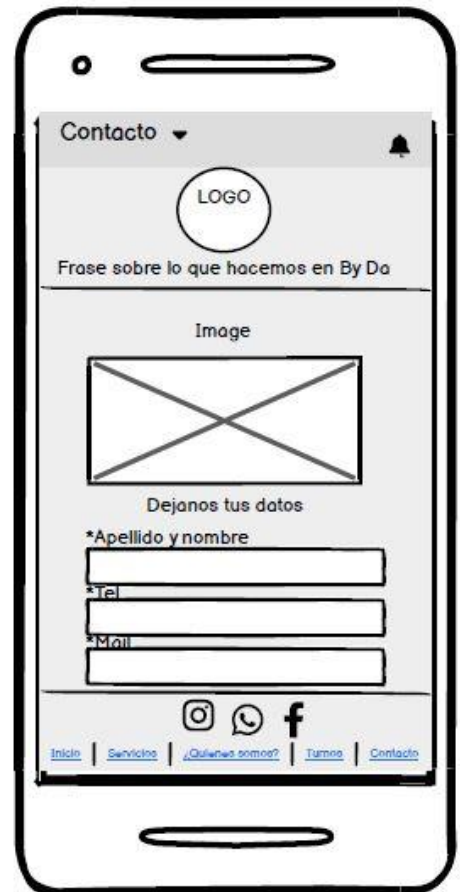 Contacto
LOGO
Frase sobre lo que hacemos en By Da
Image
Dejanos tus datos
*Apellido y nombre
*Tel
*Mail
Inicio | Servicios | ¿Quienes somos? | Turnos | Contacto